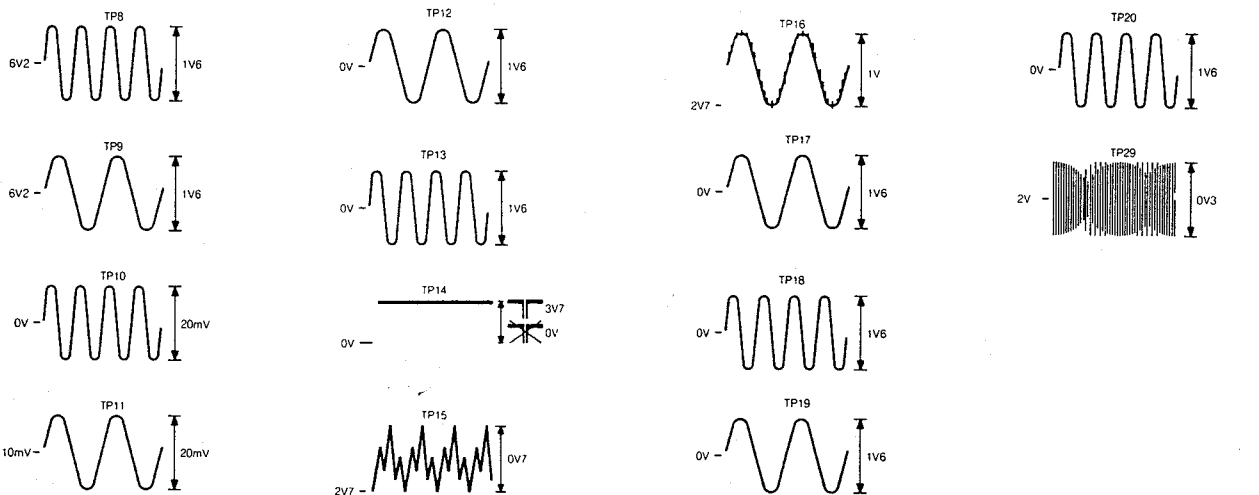 TP8
6V2
1V6
TP12
0V
1V6
TP16
2V7
1V
TP20
0V
1V6
TP9
6V2
1V6
TP13
0V
1V6
TP17
0V
1V6
TP29
2V
0V3
TP10
0V
20mV
TP14
0V
3V7
0V
TP18
0V
1V6
TP11
10mV
20mV
TP15
2V7
0V7
TP19
0V
1V6